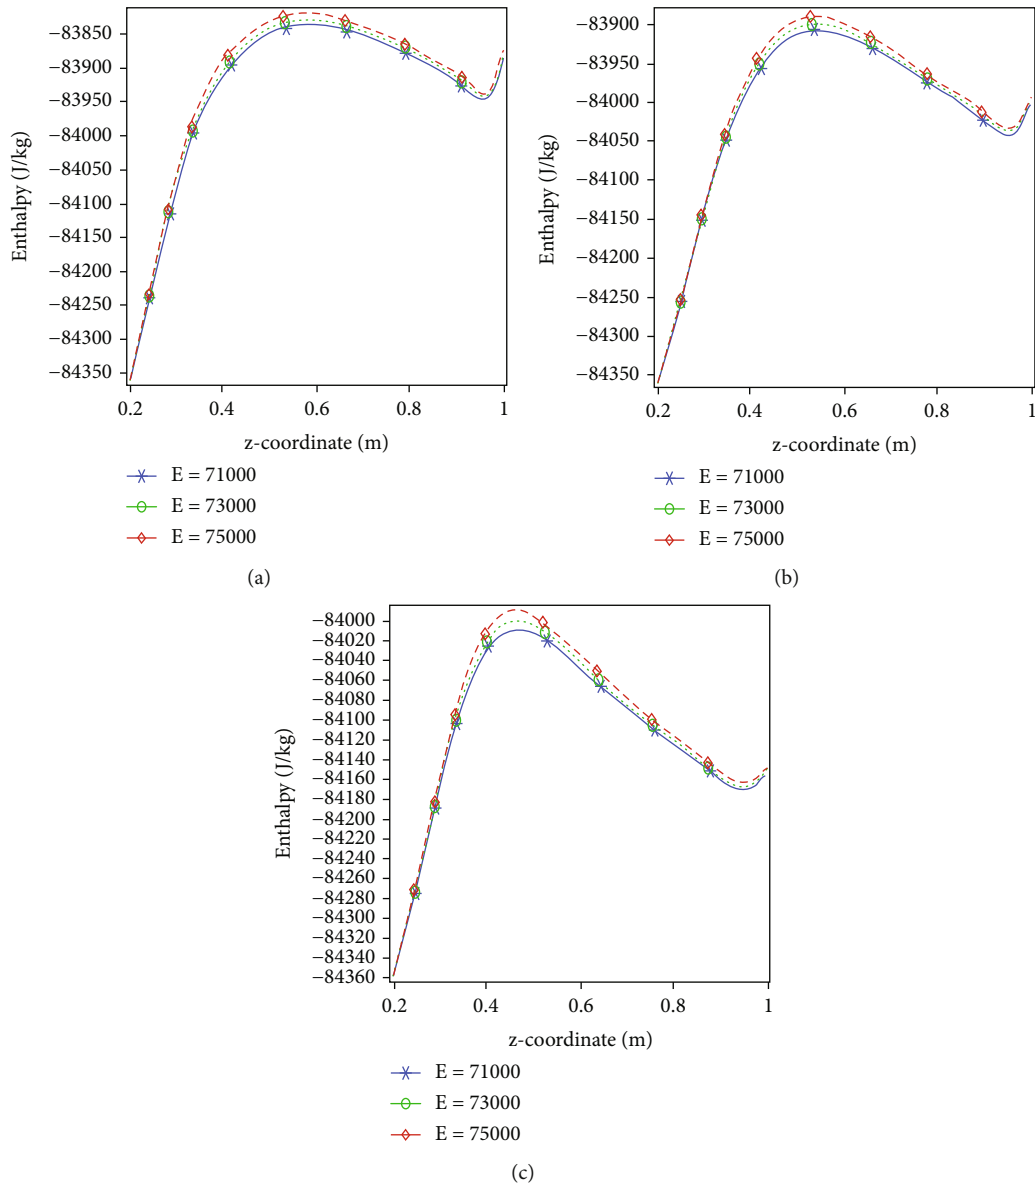 −83850
−83900
−83950
−84000
−84050
−84100
−84150
−84200
−84250
−84300
−84350
Enthalpy (J/kg)
0.2 0.4 0.6 0.8 1
z-coordinate (m)
E = 71000
E = 73000
E = 75000
(a)
−83900
−83950
−84000
−84050
−84100
−84150
−84200
−84250
−84300
−84350
Enthalpy (J/kg)
0.2 0.4 0.6 0.8 1
z-coordinate (m)
E = 71000
E = 73000
E = 75000
(b)
−84000
−84020
−84040
−84060
−84080
−84100
−84120
−84140
−84160
−84180
−84200
−84220
−84240
−84260
−84280
−84300
−84320
−84340
−84360
Enthalpy (J/kg)
0.2 0.4 0.6 0.8 1
z-coordinate (m)
E = 71000
E = 73000
E = 75000
(c)